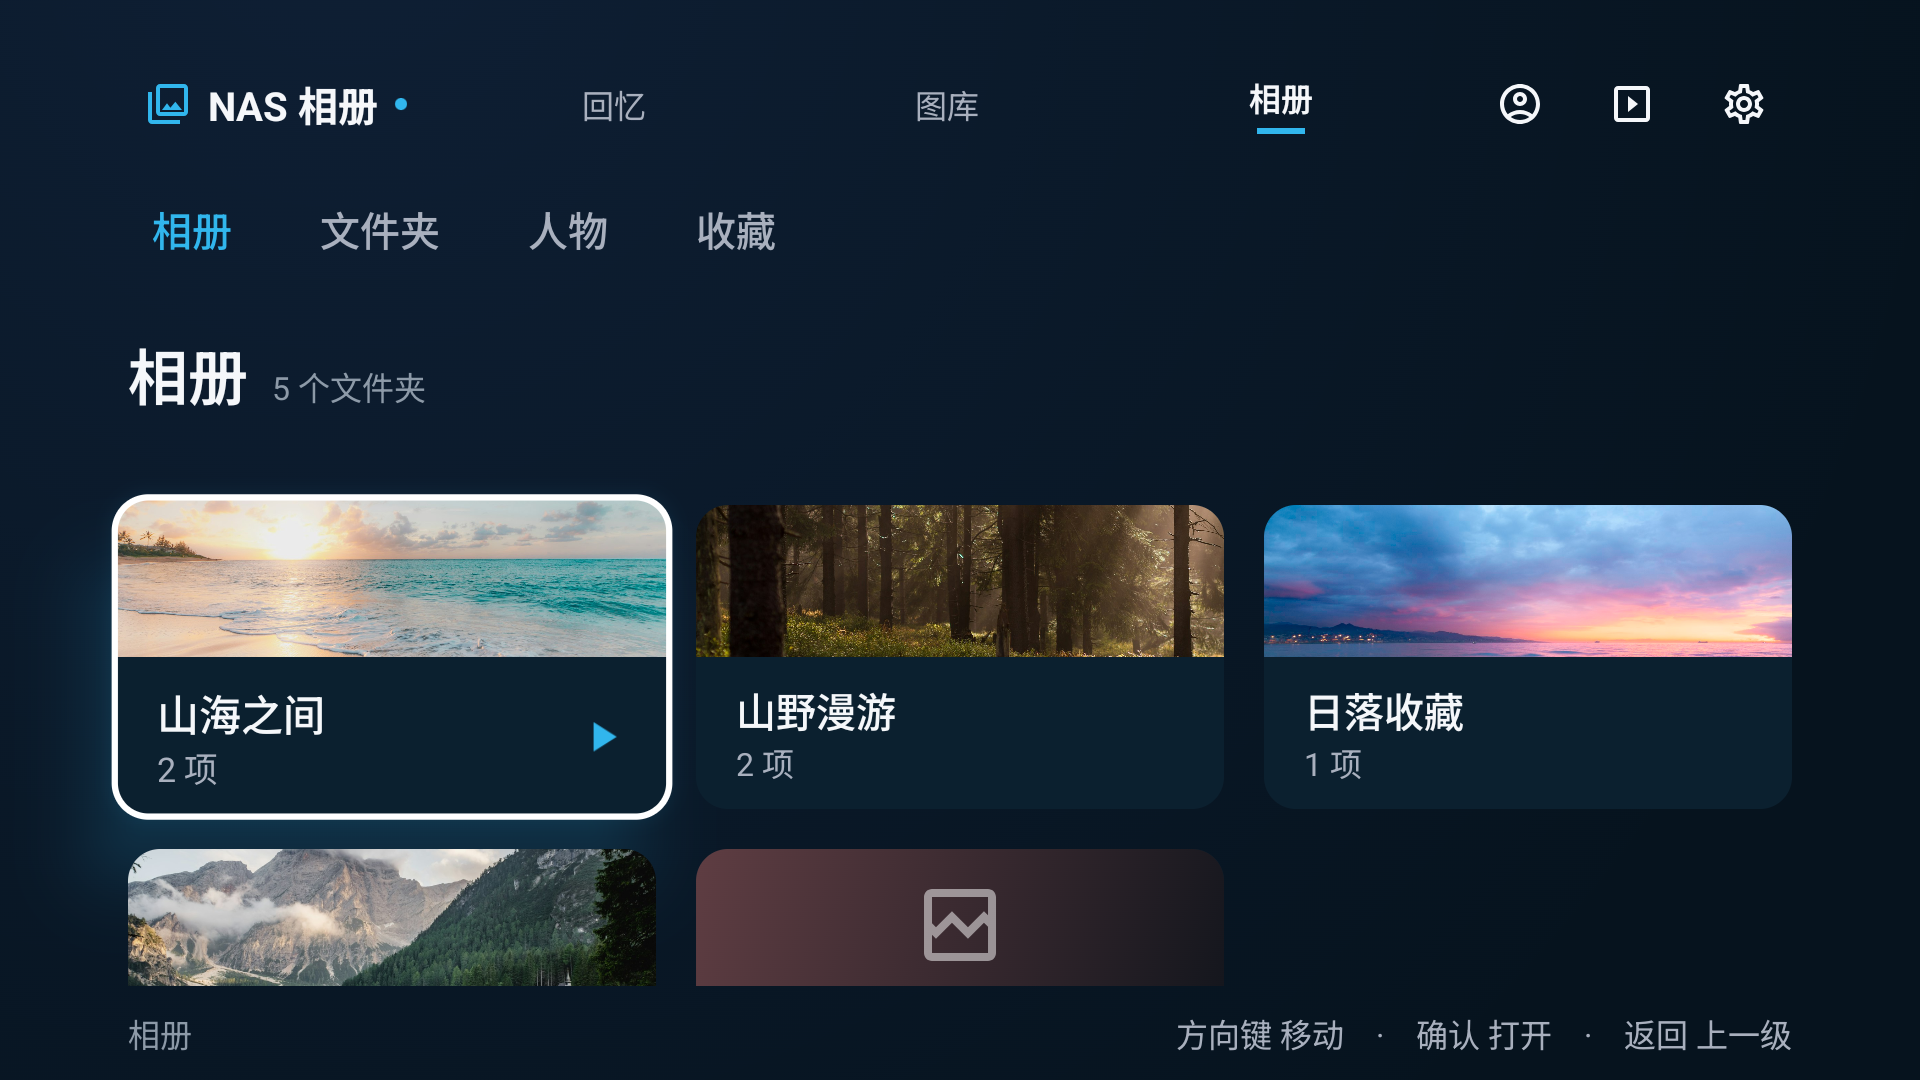 NAS 相册 回忆 图库 相册
相册 文件夹 人物 收藏
相册 5 个文件夹
山海之间
2 项
山野漫游
2 项
日落收藏
1 项
相册 方向键 移动 · 确认 打开 · 返回 上一级